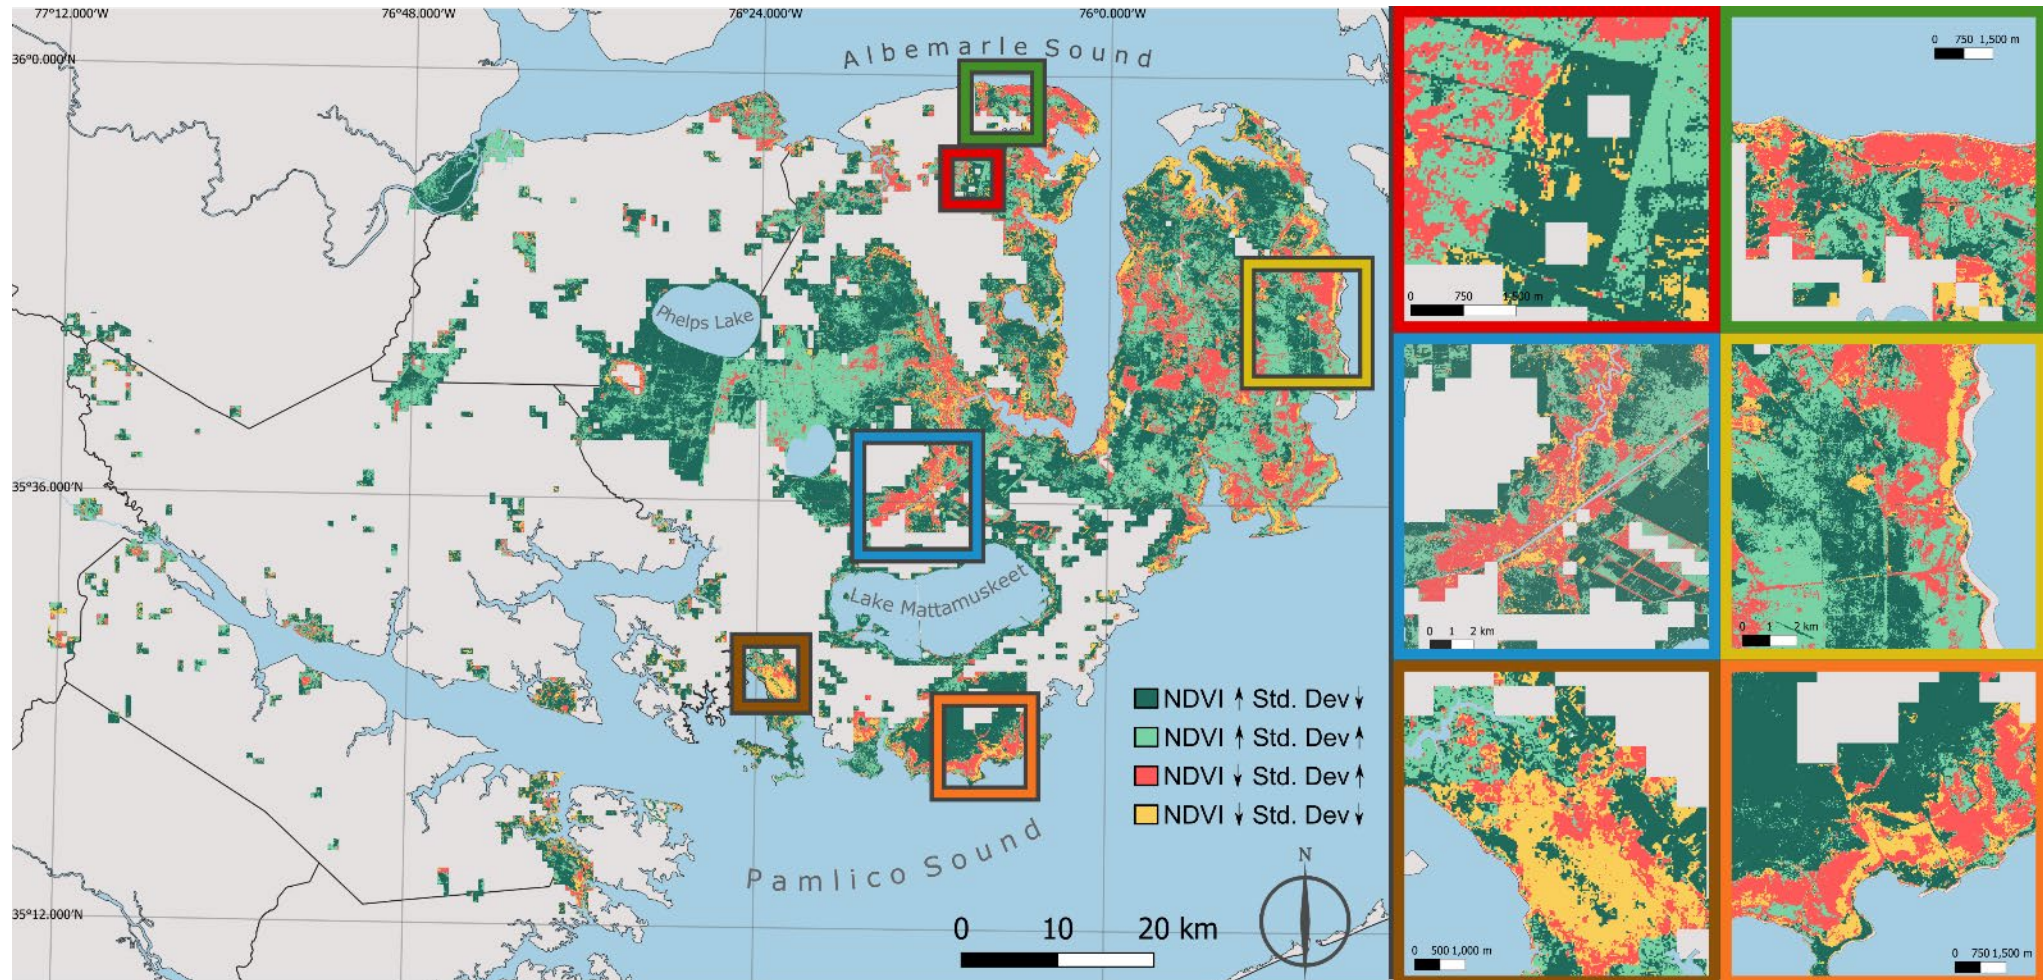 77°12.000'W
76°48.000'W
76°24.000'W
76°0.000'W
36°0.000'N
Albemarle Sound
Phelps Lake
35°36.000'N
Lake Mattamuskeet
NDVI ↑ Std. Dev ↓
NDVI ↑ Std. Dev ↑
NDVI ↓ Std. Dev ↑
NDVI ↓ Std. Dev ↓
Pamlico Sound
35°12.000'N
N
0 10 20 km
0 750 1,500 m
0 750 1,500 m
0 1 2 km
0 1 2 km
0 500 1,000 m
0 750 1,500 m